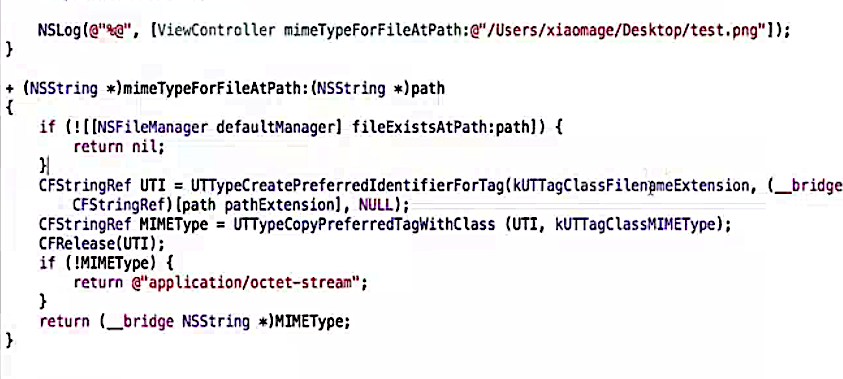 NSLog(@"%@", [ViewController mimeTypeForFileAtPath:@"/Users/xiaomage/Desktop/test.png"]);
}
+ (NSString *)mimeTypeForFileAtPath:(NSString *)path
{
if (![[NSFileManager defaultManager] fileExistsAtPath:path]) {
return nil;
}
CFStringRef UTI = UTTypeCreatePreferredIdentifierForTag(kUTTagClassFilenameExtension, (__bridge
CFStringRef)[path pathExtension], NULL);
CFStringRef MIMEType = UTTypeCopyPreferredTagWithClass (UTI, kUTTagClassMIMEType);
CFRelease(UTI);
if (!MIMEType) {
return @"application/octet-stream";
}
return (__bridge NSString *)MIMEType;
}